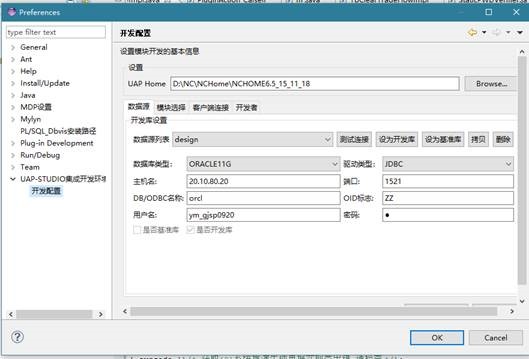 Preferences
type filter text
General
Ant
Help
Install/Update
Java
MDP设置
Mylyn
PL/SQL_Dbvis安装路径
Plug-in Development
Run/Debug
Team
UAP-STUDIO集成开发环境
开发配置
开发配置
设置模块开发的基本信息
设置
UAP Home D:\NC\NCHome\NCHOME6.5_15_11_18 Browse...
数据源 模块选择 客户端连接 开发者
开发库设置
数据源列表 design 测试连接 设为开发库 设为基准库 拷贝 删除
数据库类型: ORACLE11G 驱动类型: JDBC
主机名: 20.10.80.20 端口: 1521
DB/ODBC名称: orcl OID标志: ZZ
用户名: ym_gjsp0920 密码: ●
是否基准库 是否开发库
OK Cancel